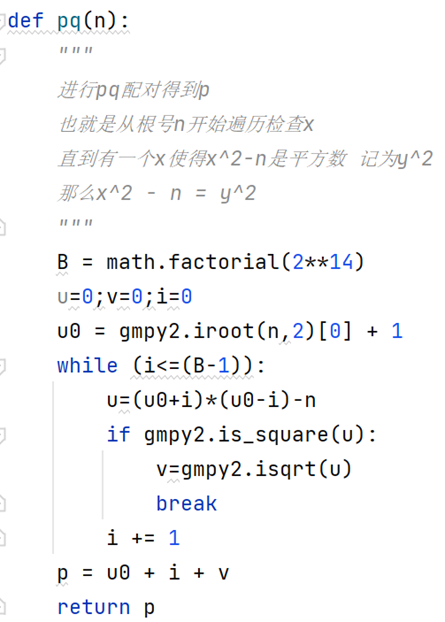 def pq(n):
    """
    进行pq配对得到p
    也就是从根号n开始遍历检查x
    直到有一个x使得x^2-n是平方数 记为y^2
    那么x^2 - n = y^2
    """
    B = math.factorial(2**14)
    u=0;v=0;i=0
    u0 = gmpy2.iroot(n,2)[0] + 1
    while (i<=(B-1)):
        u=(u0+i)*(u0-i)-n
        if gmpy2.is_square(u):
            v=gmpy2.isqrt(u)
            break
        i += 1
    p = u0 + i + v
    return p